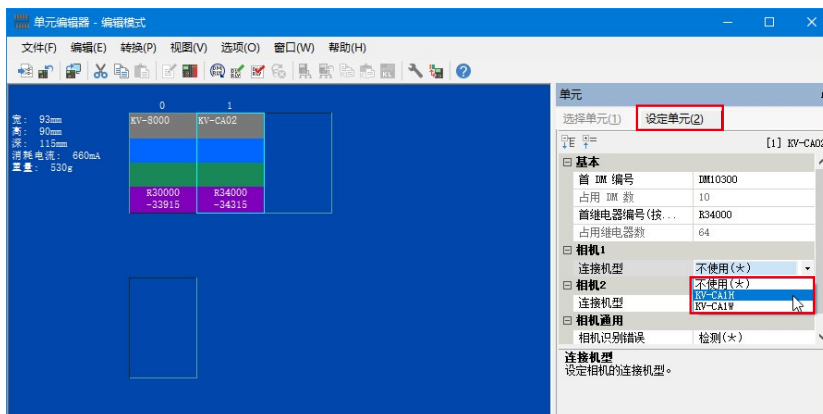 单元编辑器 - 编辑模式
文件(F) 编辑(E) 转换(P) 视图(V) 选项(O) 窗口(W) 帮助(H)
宽: 93mm
高: 90mm
深: 115mm
消耗电流: 660mA
重量: 530g
0 1
KV-8000 KV-CA02
R30000 R34000
-33915 -34315
单元
选择单元(1) 设定单元(2)
[1] KV-CA02
基本
首 DM 编号 DM10300
占用 DM 数 10
首继电器编号(按... R34000
占用继电器数 64
相机1
连接机型 不使用(*)
不使用(*)
KV-CA1H
KV-CA1W
相机2
连接机型
相机通用
相机识别错误 检测(*)
连接机型
设定相机的连接机型。